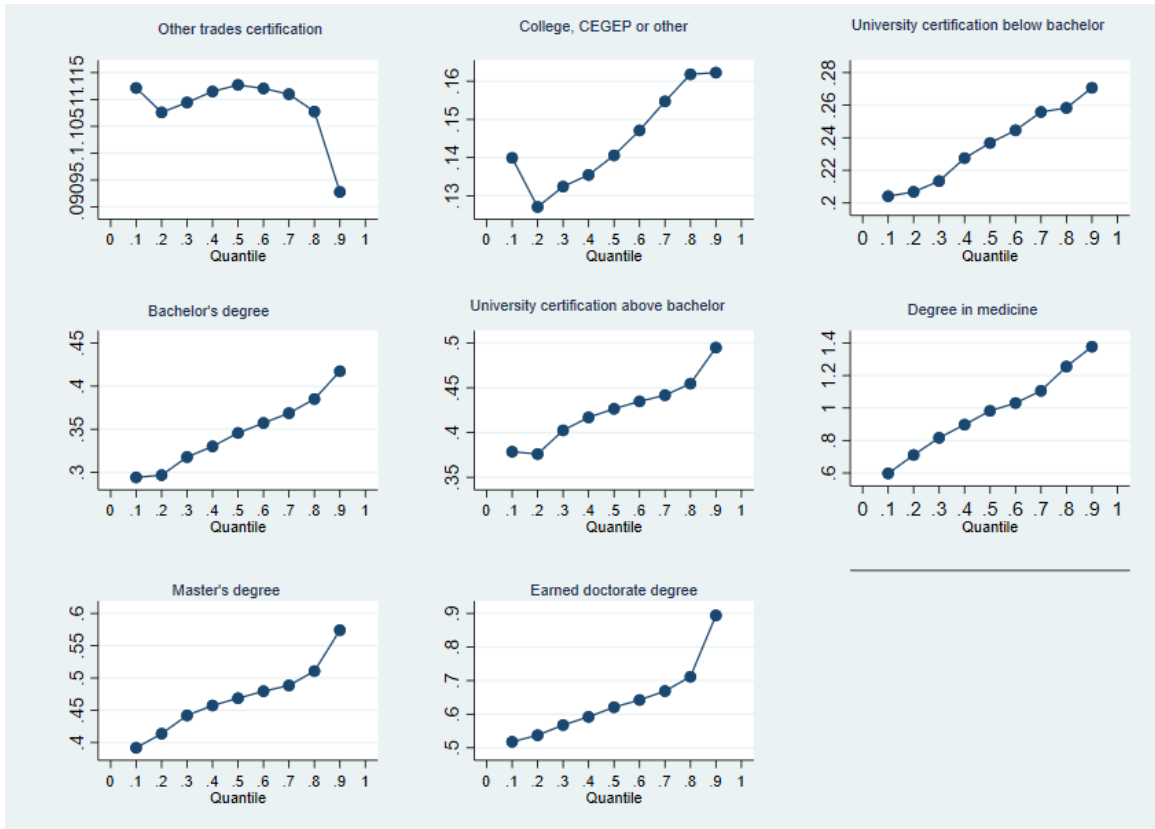 Other trades certification
.09.095.1.105.11.115
0 .1 .2 .3 .4 .5 .6 .7 .8 .9 1
Quantile
College, CEGEP or other
.13 .14 .15 .16
0 .1 .2 .3 .4 .5 .6 .7 .8 .9 1
Quantile
University certification below bachelor
.2 .22 .24 .26 .28
0 .1 .2 .3 .4 .5 .6 .7 .8 .9 1
Quantile
Bachelor's degree
.3 .35 .4 .45
0 .1 .2 .3 .4 .5 .6 .7 .8 .9 1
Quantile
University certification above bachelor
.35 .4 .45 .5
0 .1 .2 .3 .4 .5 .6 .7 .8 .9 1
Quantile
Degree in medicine
.6 .8 1 1.2 1.4
0 .1 .2 .3 .4 .5 .6 .7 .8 .9 1
Quantile
Master's degree
.4 .45 .5 .55 .6
0 .1 .2 .3 .4 .5 .6 .7 .8 .9 1
Quantile
Earned doctorate degree
.5 .6 .7 .8 .9
0 .1 .2 .3 .4 .5 .6 .7 .8 .9 1
Quantile